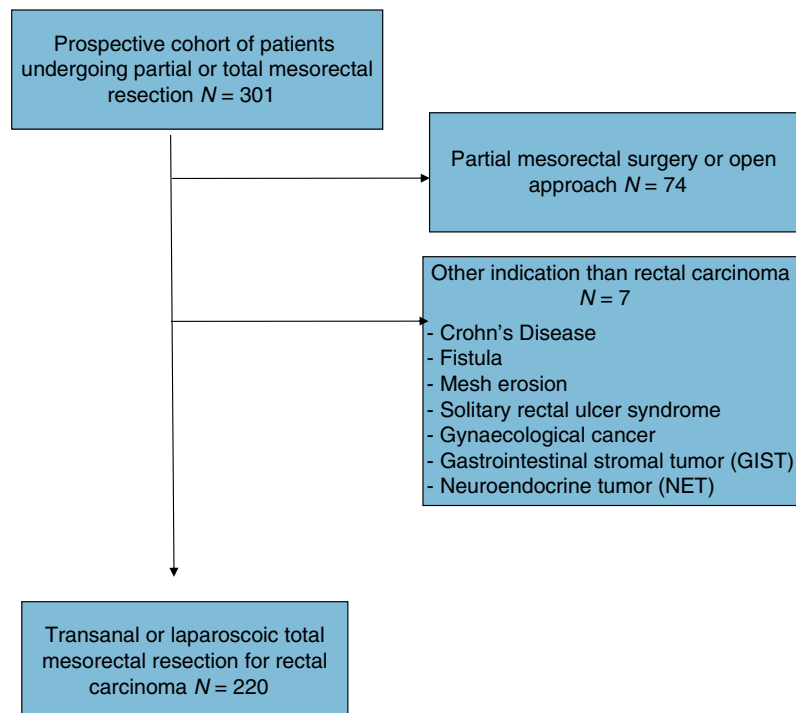 Prospective cohort of patients
undergoing partial or total mesorectal
resection N = 301
Partial mesorectal surgery or open
approach N = 74
Other indication than rectal carcinoma
N = 7
- Crohn's Disease
- Fistula
- Mesh erosion
- Solitary rectal ulcer syndrome
- Gynaecological cancer
- Gastrointestinal stromal tumor (GIST)
- Neuroendocrine tumor (NET)
Transanal or laparoscoic total
mesorectal resection for rectal
carcinoma N = 220